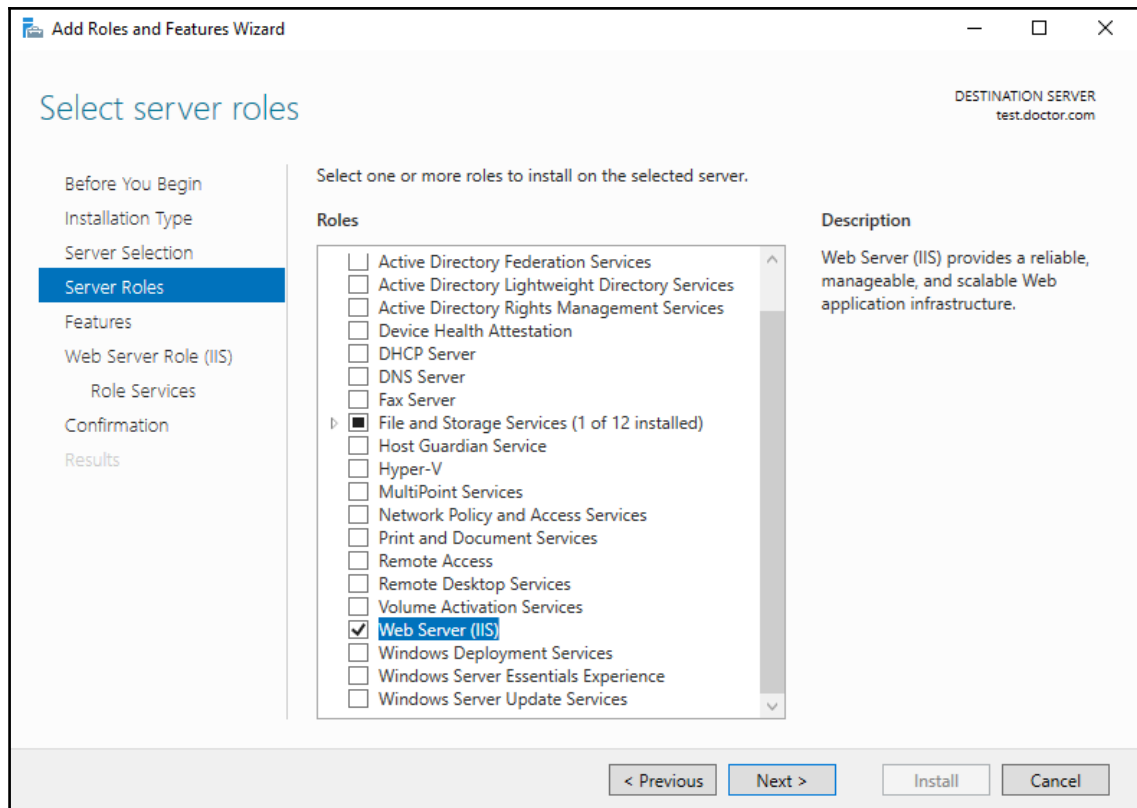 Add Roles and Features Wizard
Select server roles
DESTINATION SERVER
test.doctor.com
Before You Begin
Installation Type
Server Selection
Server Roles
Features
Web Server Role (IIS)
Role Services
Confirmation
Results
Select one or more roles to install on the selected server.
Roles
Active Directory Federation Services
Active Directory Lightweight Directory Services
Active Directory Rights Management Services
Device Health Attestation
DHCP Server
DNS Server
Fax Server
File and Storage Services (1 of 12 installed)
Host Guardian Service
Hyper-V
MultiPoint Services
Network Policy and Access Services
Print and Document Services
Remote Access
Remote Desktop Services
Volume Activation Services
Web Server (IIS)
Windows Deployment Services
Windows Server Essentials Experience
Windows Server Update Services
Description
Web Server (IIS) provides a reliable,
manageable, and scalable Web
application infrastructure.
< Previous
Next >
Install
Cancel